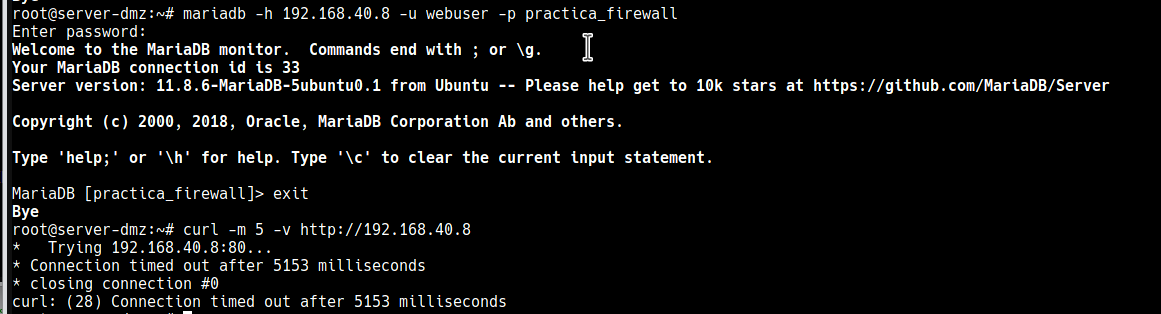 root@server-dmz:~# mariadb -h 192.168.40.8 -u webuser -p practica_firewall
Enter password:
Welcome to the MariaDB monitor.  Commands end with ; or \g.
Your MariaDB connection id is 33
Server version: 11.8.6-MariaDB-5ubuntu0.1 from Ubuntu -- Please help get to 10k stars at https://github.com/MariaDB/Server

Copyright (c) 2000, 2018, Oracle, MariaDB Corporation Ab and others.

Type 'help;' or '\h' for help. Type '\c' to clear the current input statement.

MariaDB [practica_firewall]> exit
Bye
root@server-dmz:~# curl -m 5 -v http://192.168.40.8
*   Trying 192.168.40.8:80...
* Connection timed out after 5153 milliseconds
* closing connection #0
curl: (28) Connection timed out after 5153 milliseconds